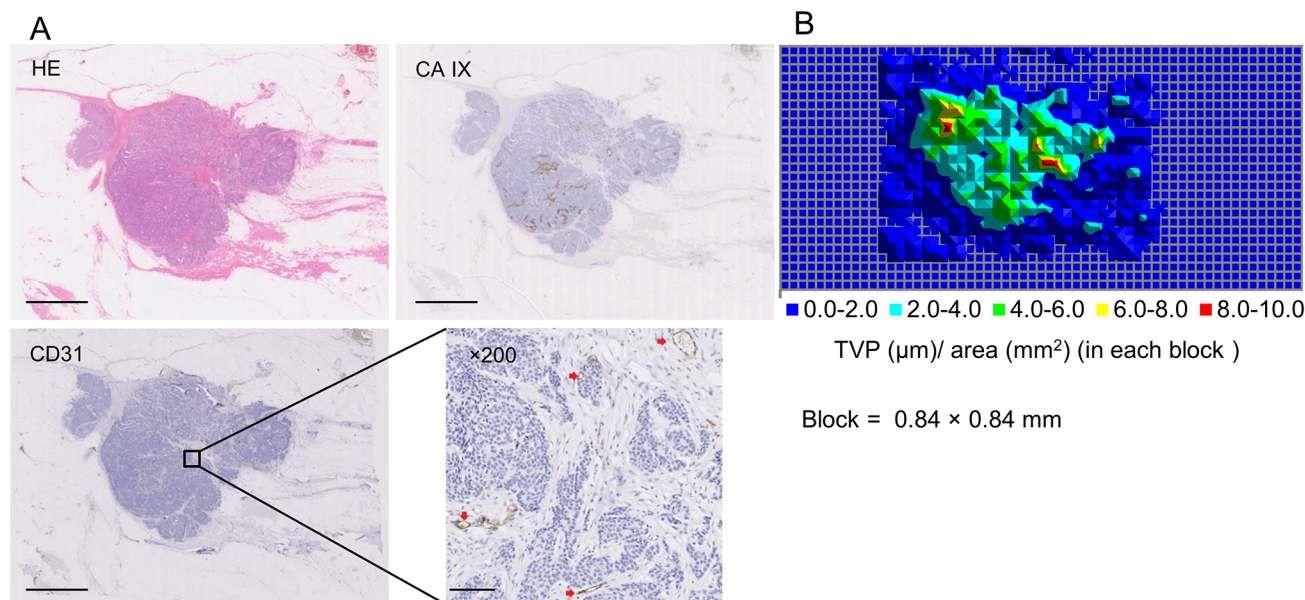 A
B
HE
CA IX
CD31
×200
0.0-2.0 2.0-4.0 4.0-6.0 6.0-8.0 8.0-10.0
TVP (µm)/ area (mm²) (in each block )
Block = 0.84 × 0.84 mm